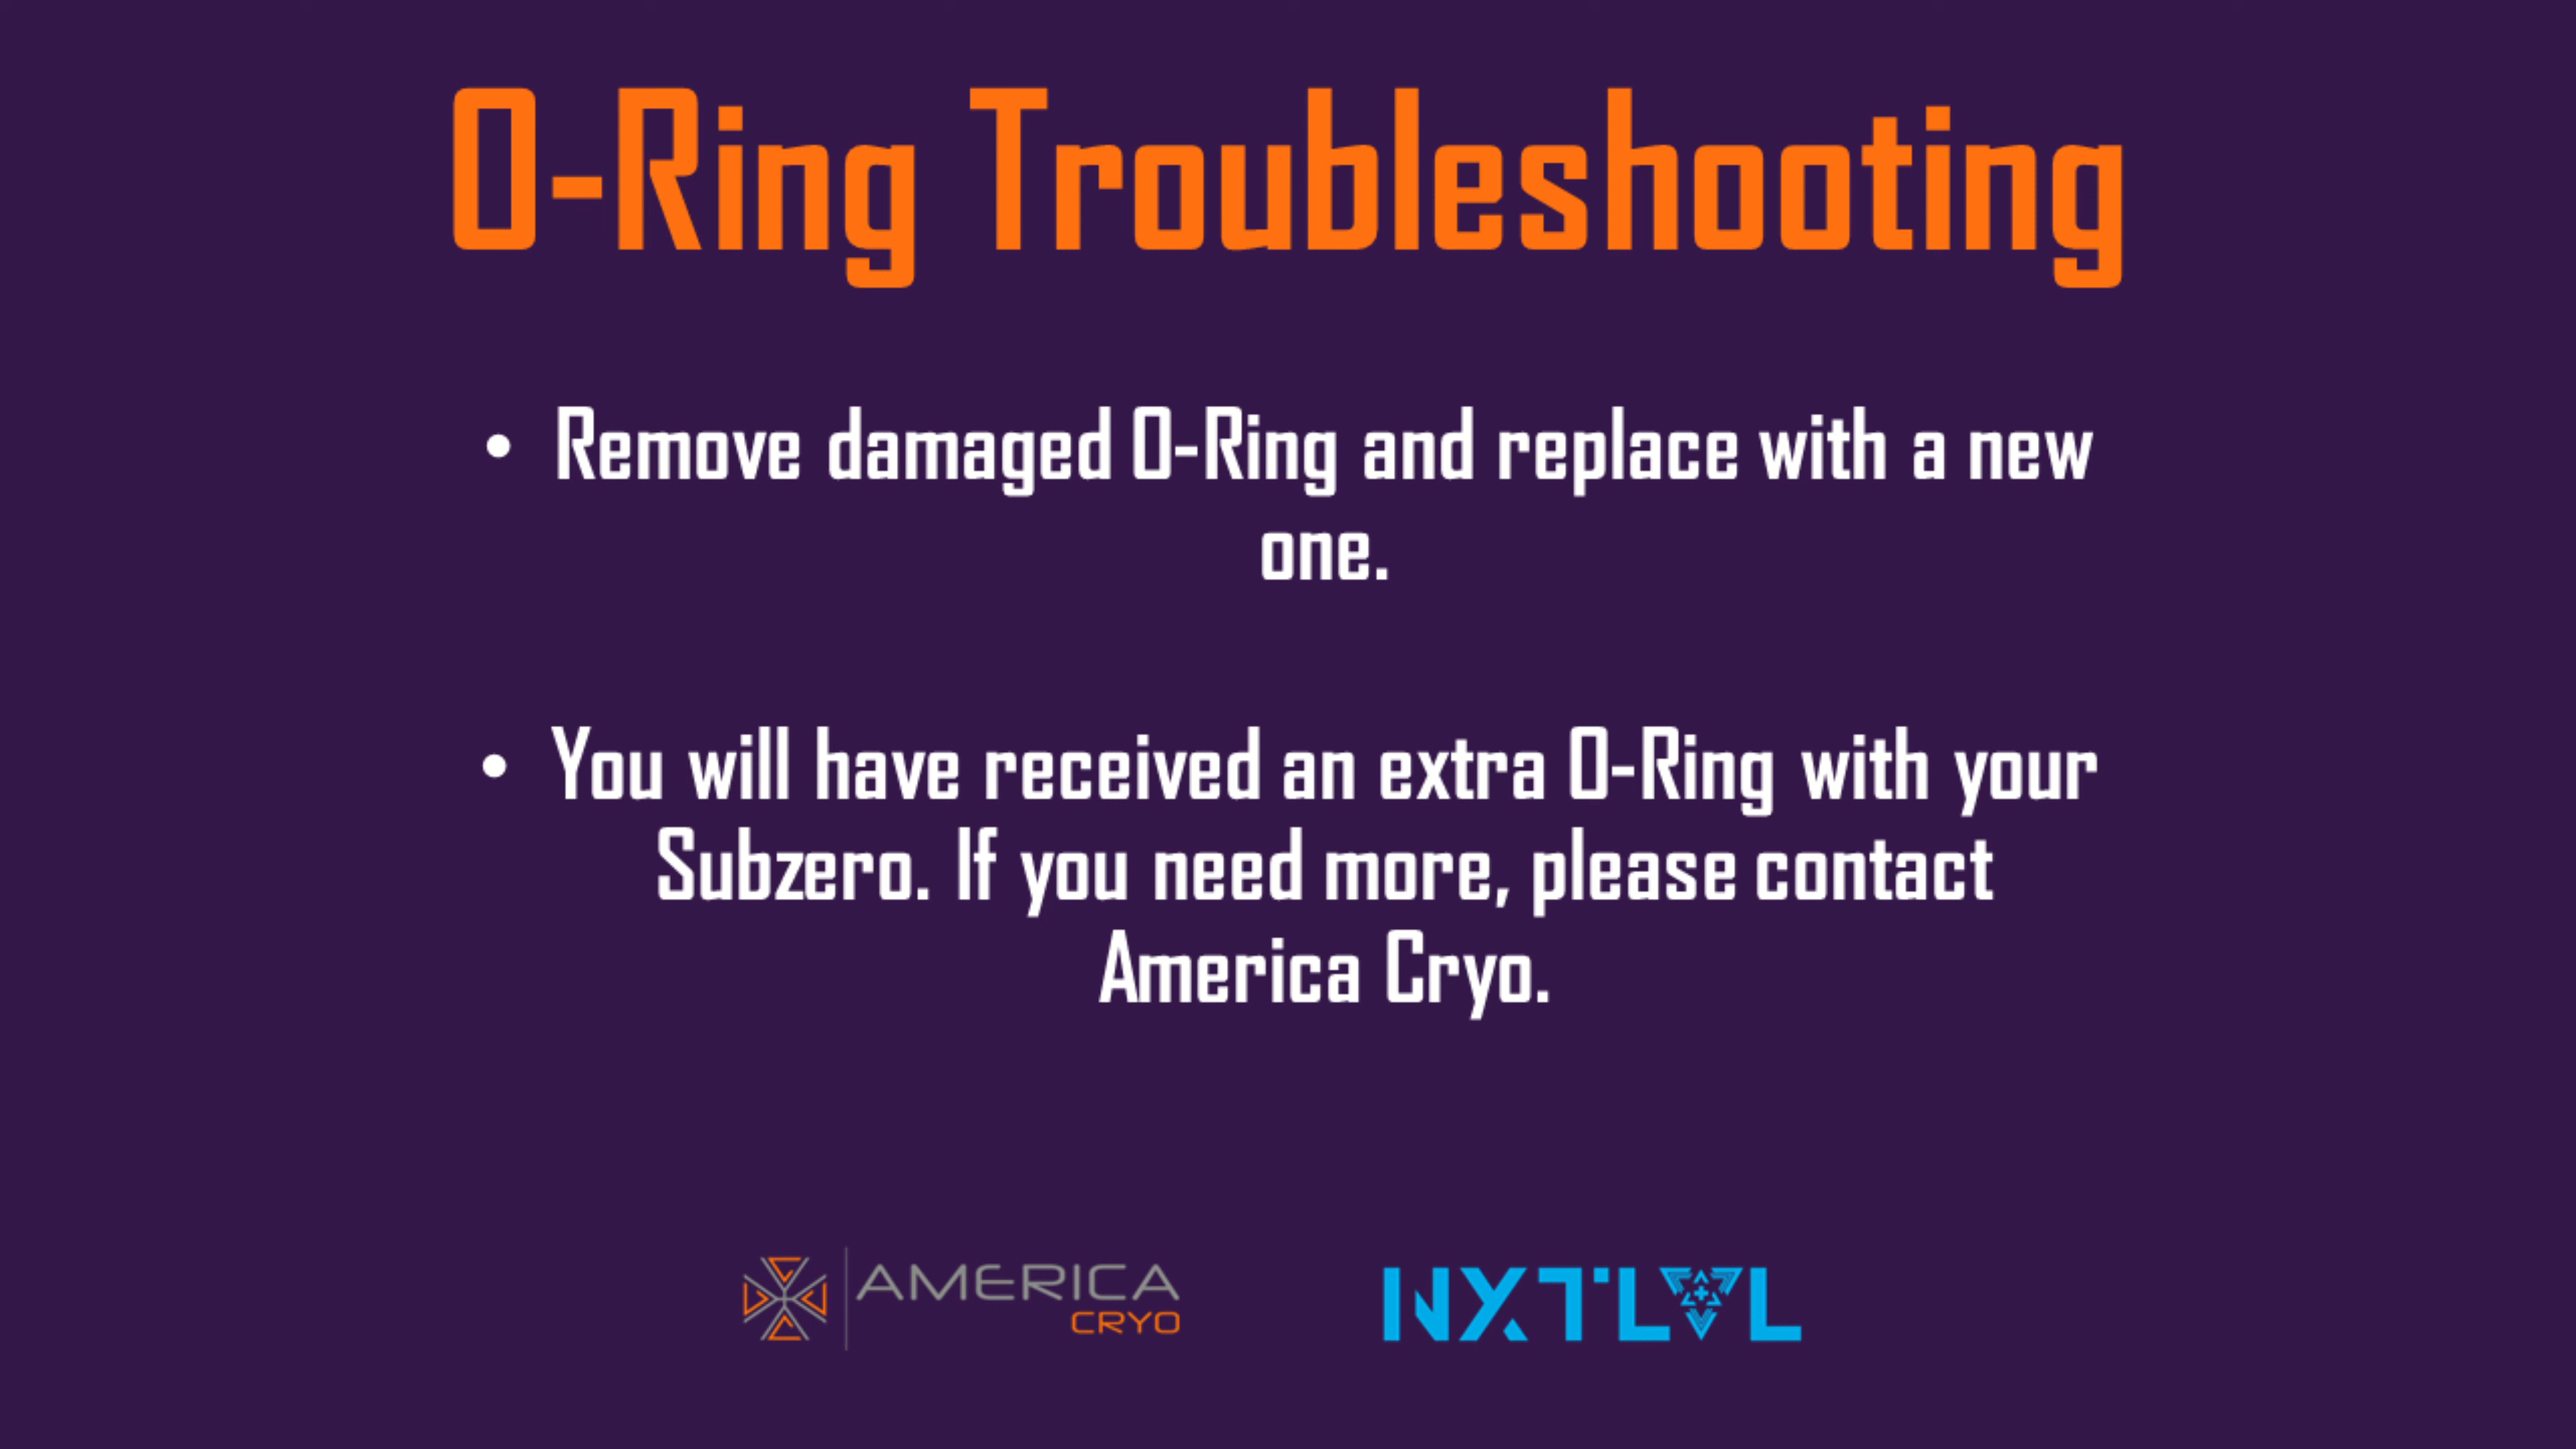 O-Ring Troubleshooting
• Remove damaged O-Ring and replace with a new
one.
• You will have received an extra O-Ring with your
Subzero. If you need more, please contact
America Cryo.
AMERICA
CRYO
NXTLVL